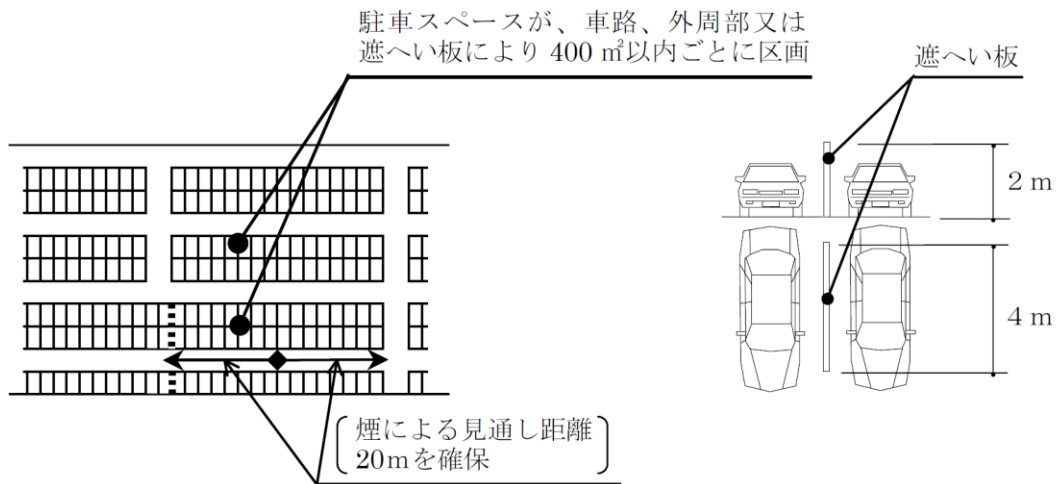 駐車スペースが、車路、外周部又は
遮へい板により 400 ㎡以内ごとに区画
遮へい板
2 m
4 m
煙による見通し距離
20mを確保